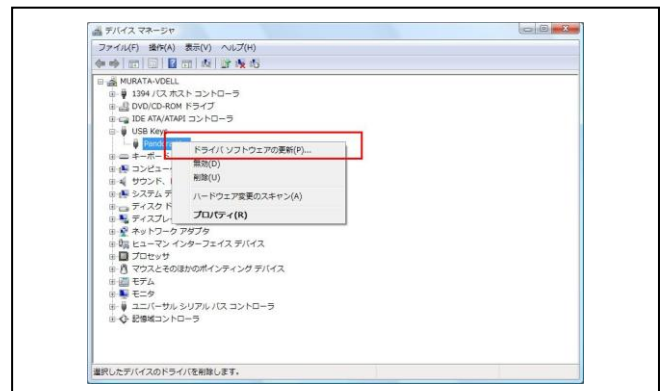 デバイス マネージャ
ファイル(F) 操作(A) 表示(V) ヘルプ(H)
MURATA-VDELL
1394 バス ホスト コントローラ
DVD/CD-ROM ドライブ
IDE ATA/ATAPI コントローラ
USB Keys
Pandora
ドライバ ソフトウェアの更新(P)...
キーボード
無効(D)
コンピュー
削除(U)
サウンド、
システム デ
ハードウェア変更のスキャン(A)
ディスク ド
ディスプレ
プロパティ(R)
ネットワーク アダプタ
ヒューマン インターフェイス デバイス
プロセッサ
マウスとそのほかのポインティング デバイス
モデム
モニタ
ユニバーサル シリアル バス コントローラ
記憶域コントローラ
選択したデバイスのドライバを削除します。